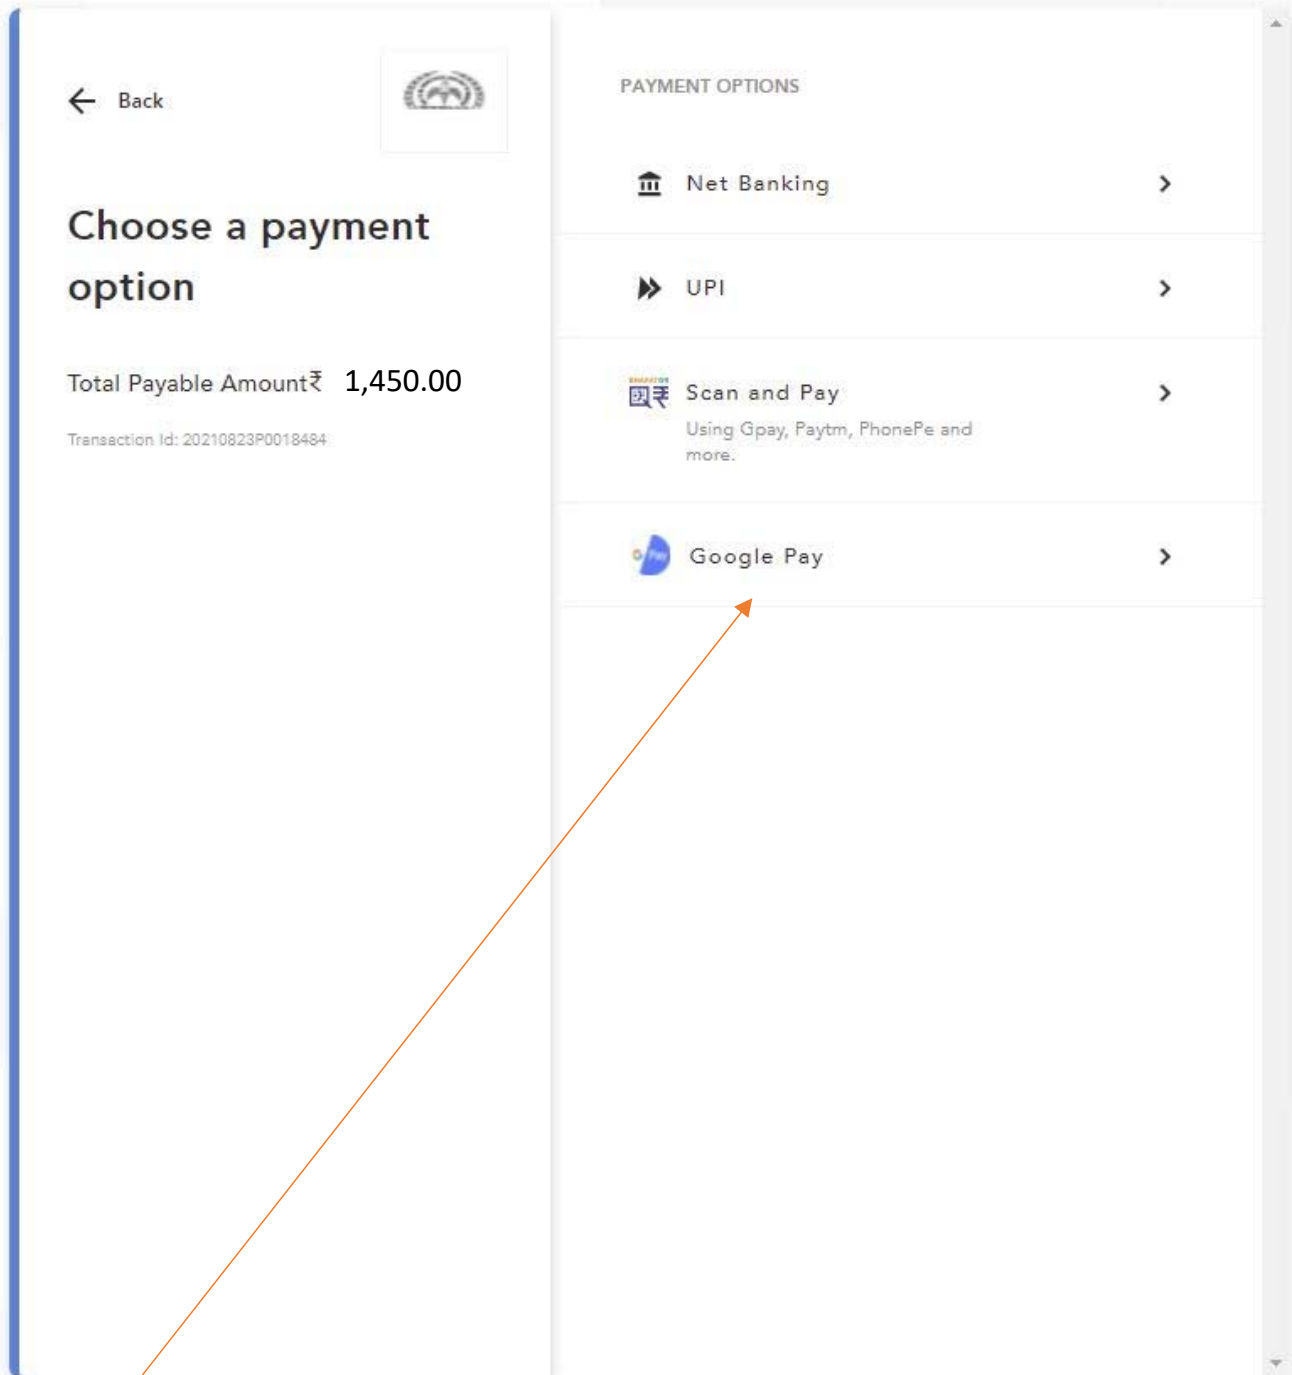 Back
Choose a payment
option
Total Payable Amount₹ 1,450.00
Transaction Id: 20210823P0018484
PAYMENT OPTIONS
Net Banking
UPI
Scan and Pay
Using Gpay, Paytm, PhonePe and
more.
G Pay
Google Pay